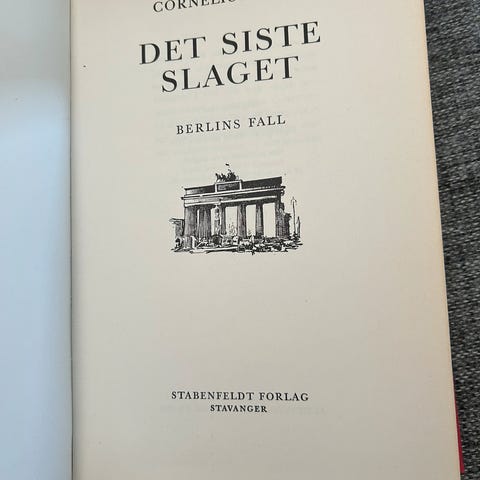 DET SISTE
SLAGET
BERLINS FALL
STABENFELDT FORLAG
STAVANGER